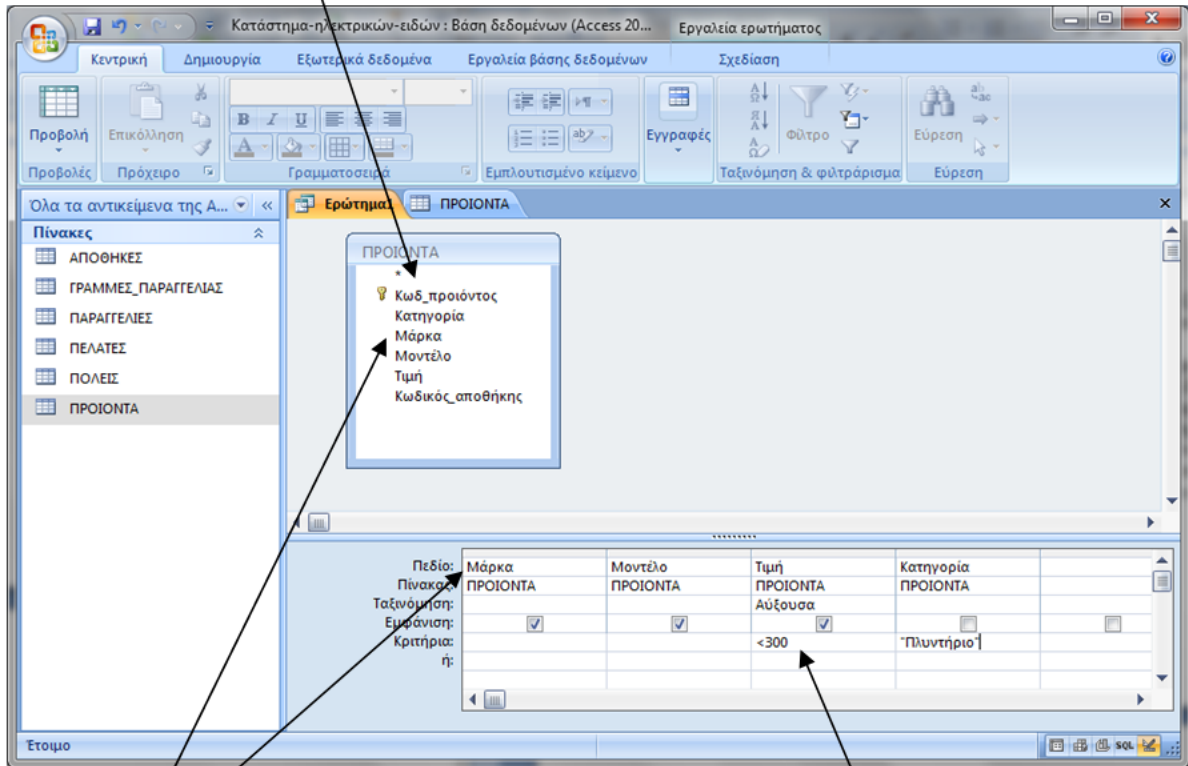 Κατάστημα-ηλεκτρικών-ειδών : Βάση δεδομένων (Access 20... Εργαλεία ερωτήματος
Κεντρική Δημιουργία Εξωτερικά δεδομένα Εργαλεία βάσης δεδομένων Σχεδίαση
Προβολή Επικόλληση Εγγραφές Φίλτρο Εύρεση
Προβολές Πρόχειρο Γραμματοσειρά Εμπλουτισμένο κείμενο Ταξινόμηση & φιλτράρισμα Εύρεση
Όλα τα αντικείμενα της Α...
Ερώτημα1 ΠΡΟΙΟΝΤΑ
Πίνακες
ΑΠΟΘΗΚΕΣ
ΓΡΑΜΜΕΣ_ΠΑΡΑΓΓΕΛΙΑΣ
ΠΑΡΑΓΓΕΛΙΕΣ
ΠΕΛΑΤΕΣ
ΠΟΛΕΙΣ
ΠΡΟΙΟΝΤΑ
ΠΡΟΙΟΝΤΑ
*
Κωδ_προιόντος
Κατηγορία
Μάρκα
Μοντέλο
Τιμή
Κωδικός_αποθήκης
Πεδίο: Μάρκα Μοντέλο Τιμή Κατηγορία
Πίνακας: ΠΡΟΙΟΝΤΑ ΠΡΟΙΟΝΤΑ ΠΡΟΙΟΝΤΑ ΠΡΟΙΟΝΤΑ
Ταξινόμηση: Αύξουσα
Εμφάνιση:
Κριτήρια: <300 "Πλυντήριο"
ή:
Έτοιμο SQL